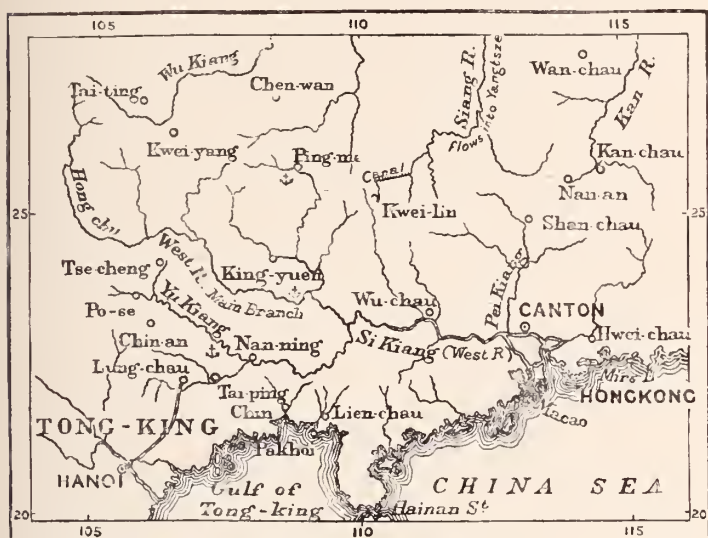 105 110 115
Wu Kiang
Siang R.
Flows into Yangtsze
Wan-chau
Kan R.
Tai-ting
Chen-wan
Kwei-yang
Ping-mu
Kan-chau
Canal
Nan-an
25 25
Hong-chu
Kwei-lin
Shan-chau
West R. Main Branch
Tse-cheng
King-yuen
Wu-chau
Pei Kiang
CANTON
Po-se
Yu Kiang
Si Kiang (West R)
Hwei-chau
Chin-an
Nan-ning
Lung-chau
Tai-ping
HONGKONG
TONG-KING
Chin
Lien-chau
Macao
Pakhoi
HANOI
Gulf of
Tong-king
CHINA SEA
20 20
Hainan St.
105 110 115